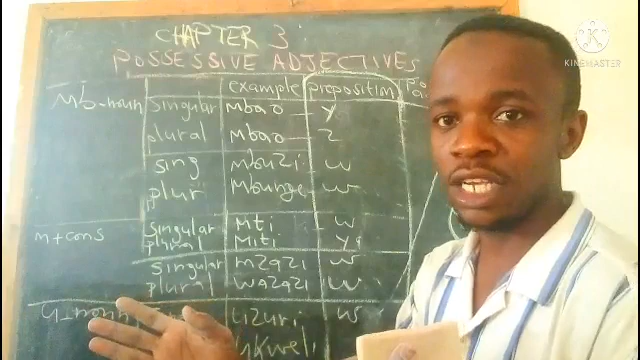 CHAPTER 3
POSSESSIVE ADJECTIVES
example preposition
Mb-noun singular Mbao y
plural Mbao z
sing Mbuzi w
plur Mbunge w
m+cons singular Mti w
plural Miti y
singular mzazi w
plural wazazi w
U-noun uzuri w
ukweli
KINEMASTER